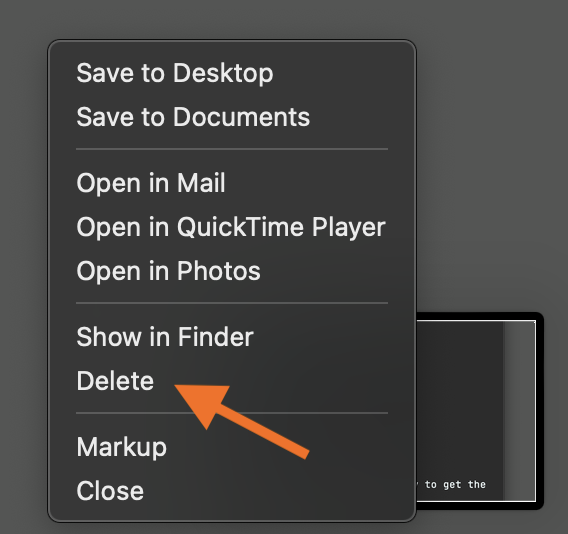 Save to Desktop
Save to Documents
Open in Mail
Open in QuickTime Player
Open in Photos
Show in Finder
Delete
Markup
Close
to get the